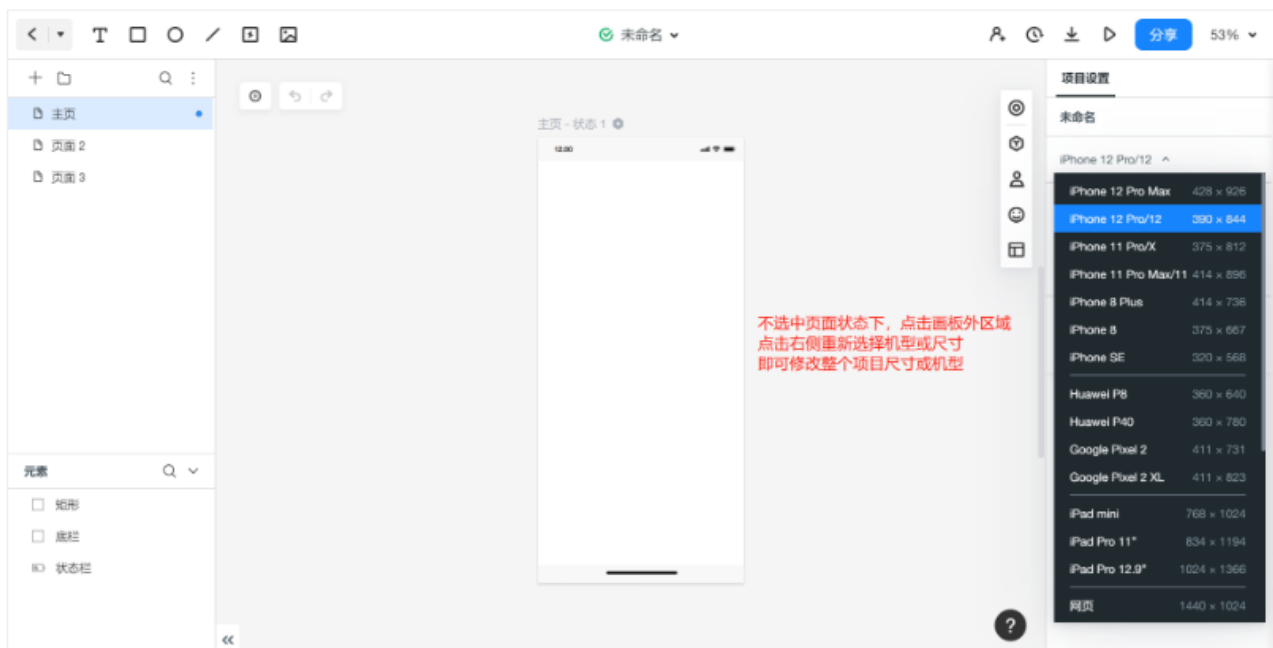 T
未命名
分享
53%
主页
页面 2
页面 3
元素
矩形
底栏
状态栏
主页 - 状态 1
12:00
不选中页面状态下，点击画板外区域
点击右侧重新选择机型或尺寸
即可修改整个项目尺寸或机型
?
项目设置
未命名
iPhone 12 Pro/12
iPhone 12 Pro Max 428 × 926
iPhone 12 Pro/12 390 × 844
iPhone 11 Pro/X 375 × 812
iPhone 11 Pro Max/11 414 × 896
iPhone 8 Plus 414 × 736
iPhone 8 375 × 667
iPhone SE 320 × 568
Huawei P8 360 × 640
Huawei P40 360 × 780
Google Pixel 2 411 × 731
Google Pixel 2 XL 411 × 823
iPad mini 768 × 1024
iPad Pro 11" 834 × 1194
iPad Pro 12.9" 1024 × 1366
网页 1440 × 1024